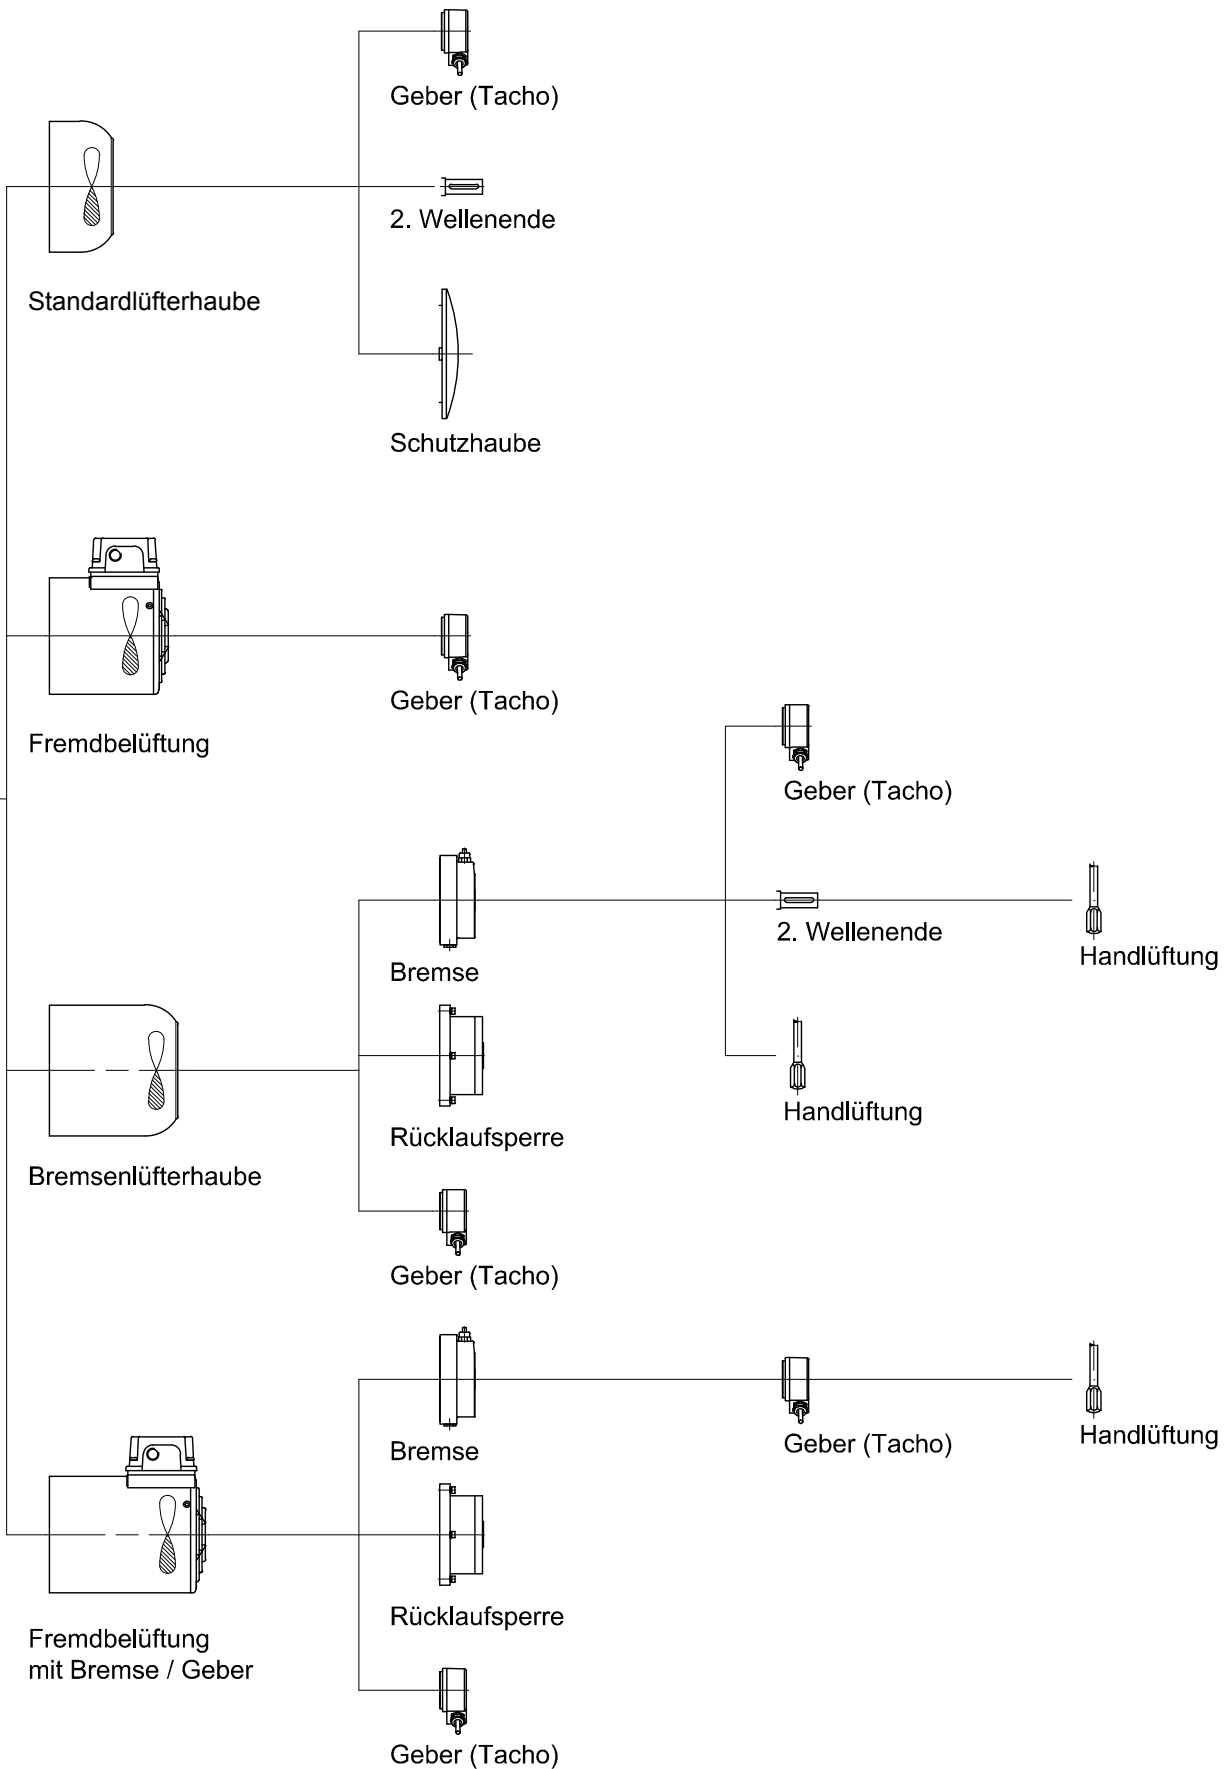 Geber (Tacho)
2. Wellenende
Standardlüfterhaube
Schutzhaube
Geber (Tacho)
Fremdbelüftung
Geber (Tacho)
2. Wellenende
Handlüftung
Bremse
Handlüftung
Rücklaufsperre
Bremsenlüfterhaube
Geber (Tacho)
Handlüftung
Geber (Tacho)
Bremse
Rücklaufsperre
Fremdbelüftung
mit Bremse / Geber
Geber (Tacho)